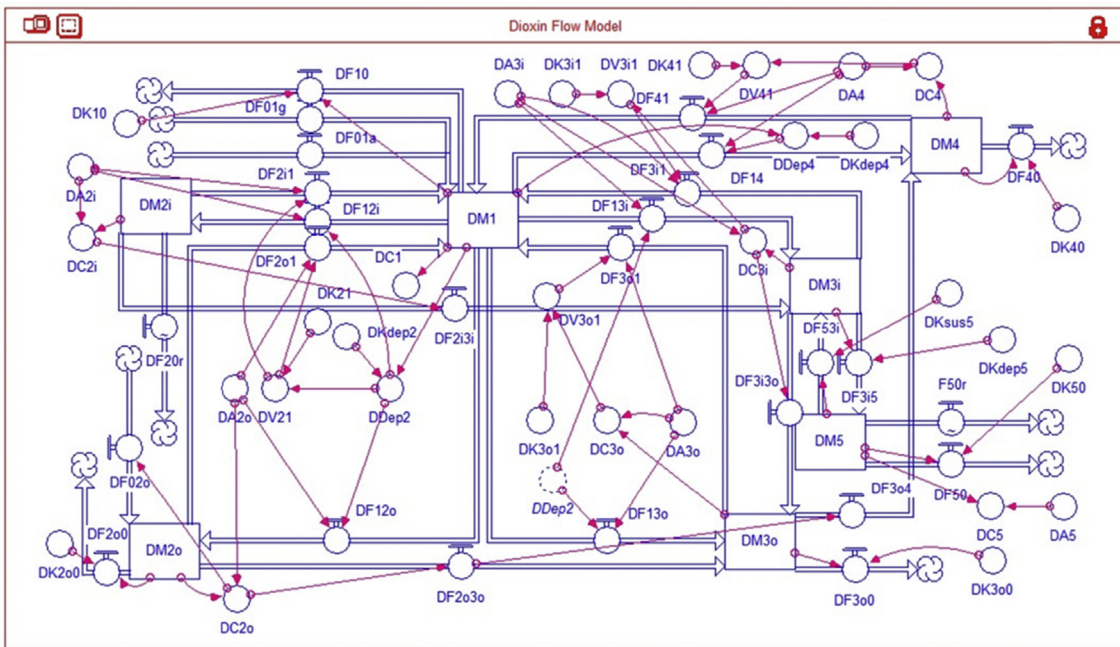 Dioxin Flow Model
DF10
DA3i
DK3i1
DV3i1
DK41
DF01g
DF41
DV41
DA4
DC4
DK10
DF01a
DM4
DF2i1
DF3i1
DDep4
DKdep4
DF14
DF40
DA2i
DM2i
DF12i
DM1
DF13i
DK40
DC2i
DF2o1
DC1
DF3o1
DC3i
DM3i
DK21
DV3o1
DKsus5
DKdep2
DF2i3i
DF53i
DF20r
DKdep5
DF3i3o
DF3i5
DK50
F50r
DA2o
DV21
DDep2
DK3o1
DC3o
DA3o
DM5
DF02o
DDep2
DF3o4
DF50
DF2o0
DF12o
DF13o
DC5
DA5
DM2o
DM3o
DK2o0
DF2o3o
DF3o0
DK3o0
DC2o